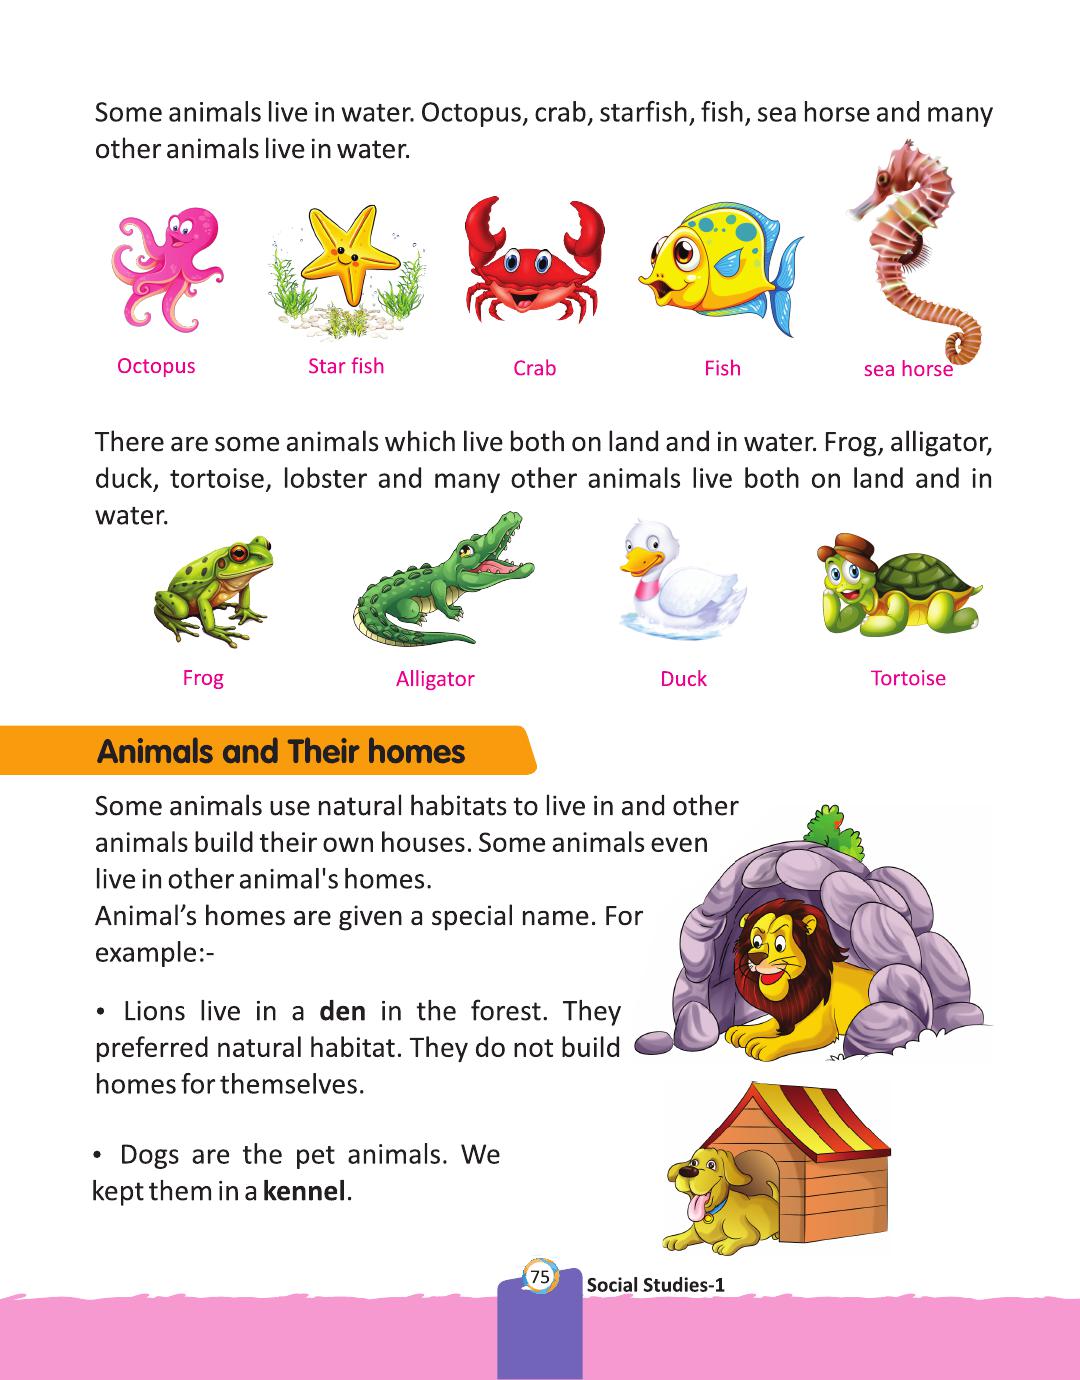 Some animals live in water. Octopus, crab, starfish, fish, sea horse and many
other animals live in water.
Octopus
Star fish
Crab
Fish
sea horse
There are some animals which live both on land and in water. Frog, alligator,
duck, tortoise, lobster and many other animals live both on land and in
water.
Frog
Alligator
Duck
Tortoise
Animals and Their homes
Some animals use natural habitats to live in and other
animals build their own houses. Some animals even
live in other animal's homes.
Animal’s homes are given a special name. For
example:-
• Lions live in a den in the forest. They
preferred natural habitat. They do not build
homes for themselves.
• Dogs are the pet animals. We
kept them in a kennel.
75
Social Studies-1